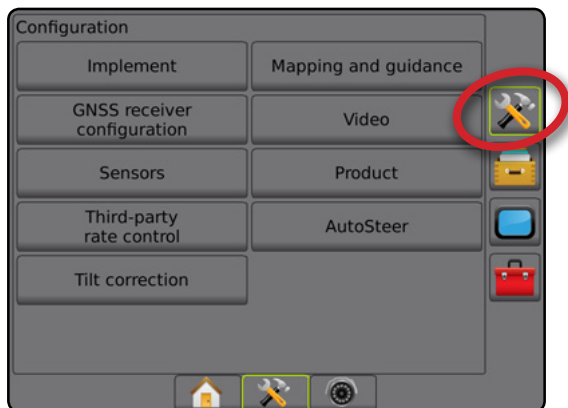 Configuration
Implement
Mapping and guidance
GNSS receiver
configuration
Video
Sensors
Product
Third-party
rate control
AutoSteer
Tilt correction